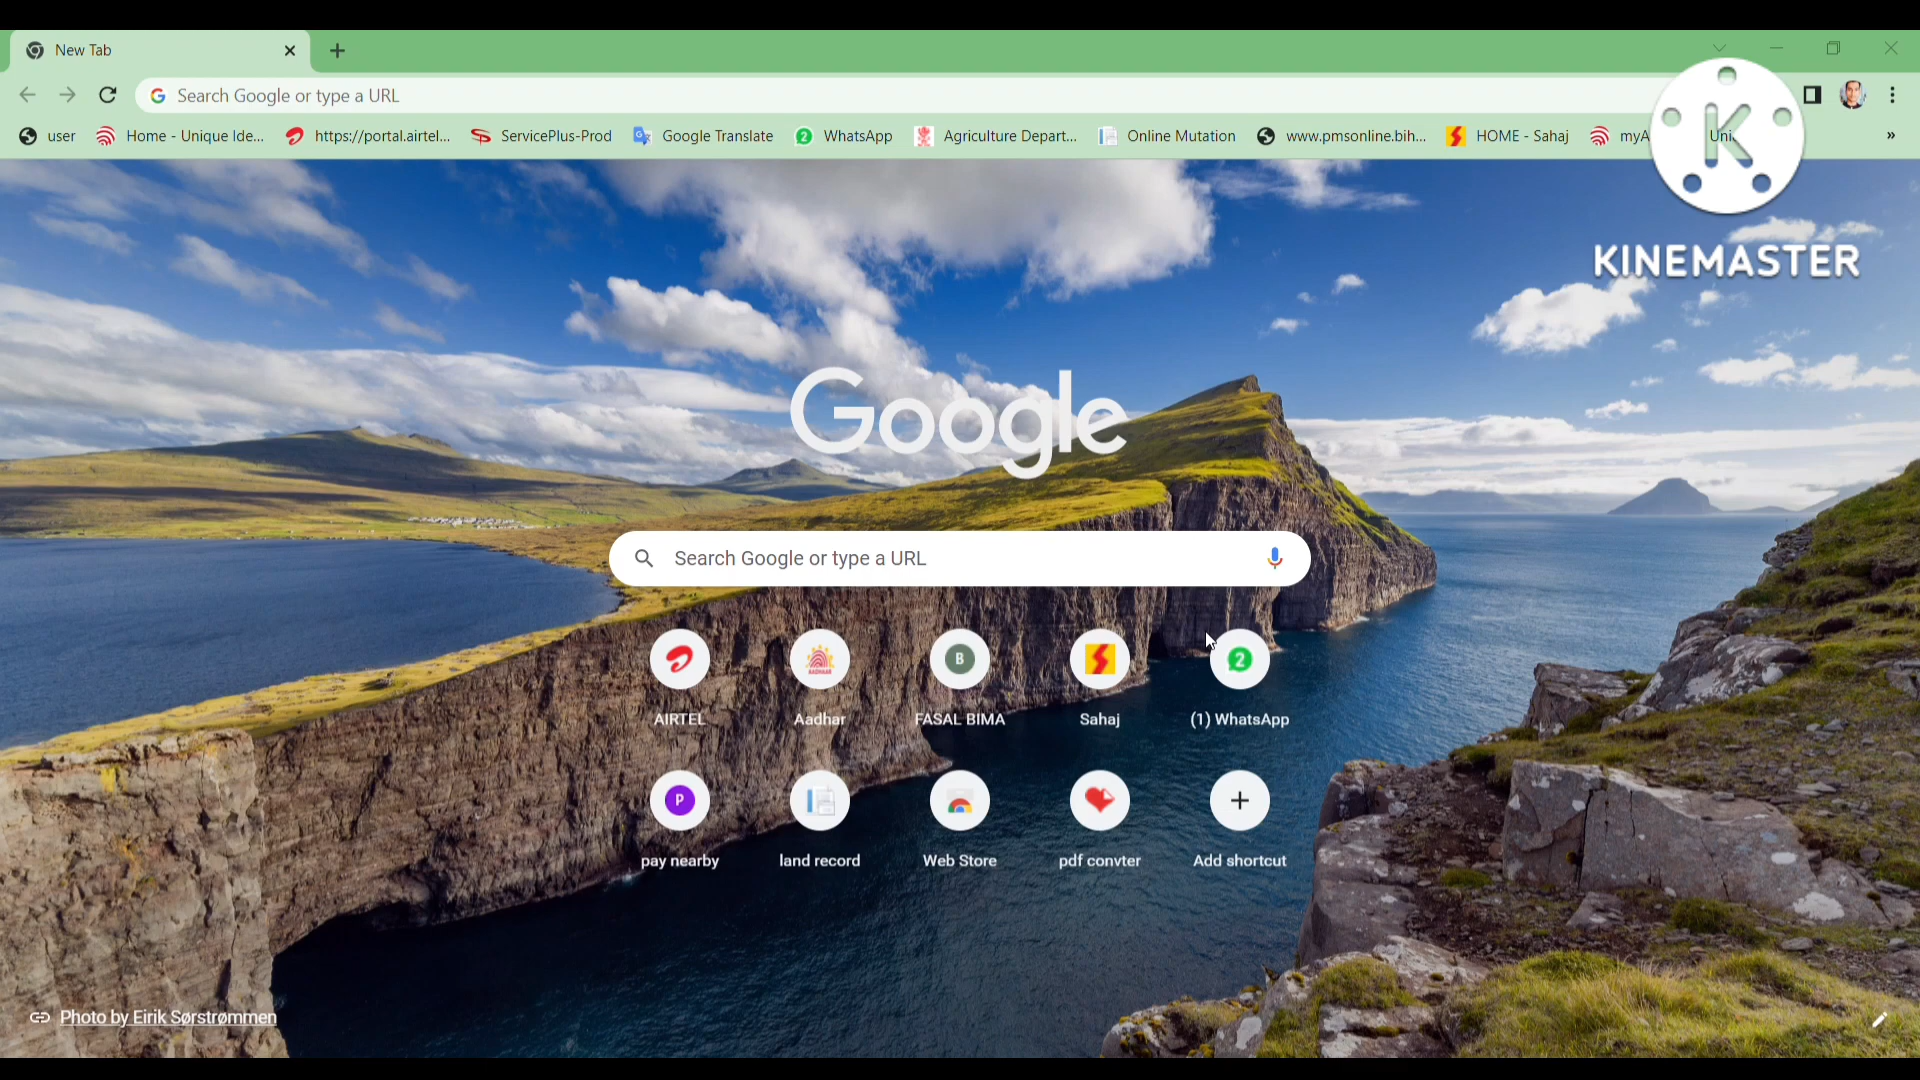 New Tab
Search Google or type a URL
user Home - Unique Ide... https://portal.airtel... ServicePlus-Prod Google Translate WhatsApp Agriculture Depart... Online Mutation www.pmsonline.bih... HOME - Sahaj myA Uni
KINEMASTER
Google
Search Google or type a URL
AIRTEL Aadhar FASAL BIMA Sahaj (1) WhatsApp
pay nearby land record Web Store pdf convter Add shortcut
Photo by Eirik Sørstrømmen